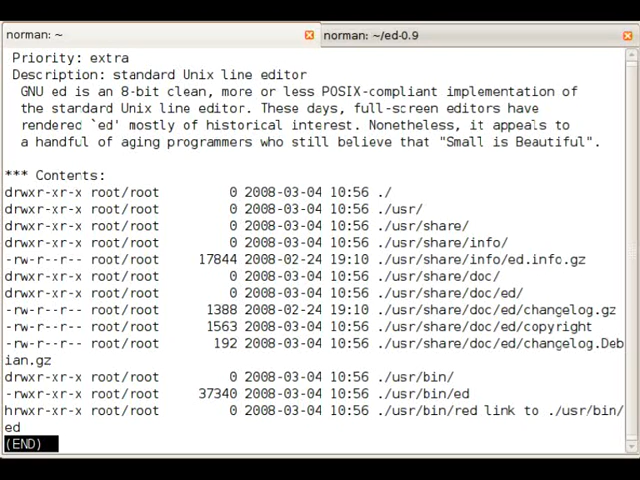 norman: ~
norman: ~/ed-0.9
Priority: extra
Description: standard Unix line editor
GNU ed is an 8-bit clean, more or less POSIX-compliant implementation of
the standard Unix line editor. These days, full-screen editors have
rendered `ed' mostly of historical interest. Nonetheless, it appeals to
a handful of aging programmers who still believe that "Small is Beautiful".
*** Contents:
drwxr-xr-x root/root 0 2008-03-04 10:56 ./
drwxr-xr-x root/root 0 2008-03-04 10:56 ./usr/
drwxr-xr-x root/root 0 2008-03-04 10:56 ./usr/share/
drwxr-xr-x root/root 0 2008-03-04 10:56 ./usr/share/info/
-rw-r--r-- root/root 17844 2008-02-24 19:10 ./usr/share/info/ed.info.gz
drwxr-xr-x root/root 0 2008-03-04 10:56 ./usr/share/doc/
drwxr-xr-x root/root 0 2008-03-04 10:56 ./usr/share/doc/ed/
-rw-r--r-- root/root 1388 2008-02-24 19:10 ./usr/share/doc/ed/changelog.gz
-rw-r--r-- root/root 1563 2008-03-04 10:56 ./usr/share/doc/ed/copyright
-rw-r--r-- root/root 192 2008-03-04 10:56 ./usr/share/doc/ed/changelog.Deb
ian.gz
drwxr-xr-x root/root 0 2008-03-04 10:56 ./usr/bin/
-rwxr-xr-x root/root 37340 2008-03-04 10:56 ./usr/bin/ed
hrwxr-xr-x root/root 0 2008-03-04 10:56 ./usr/bin/red link to ./usr/bin/
ed
(END)